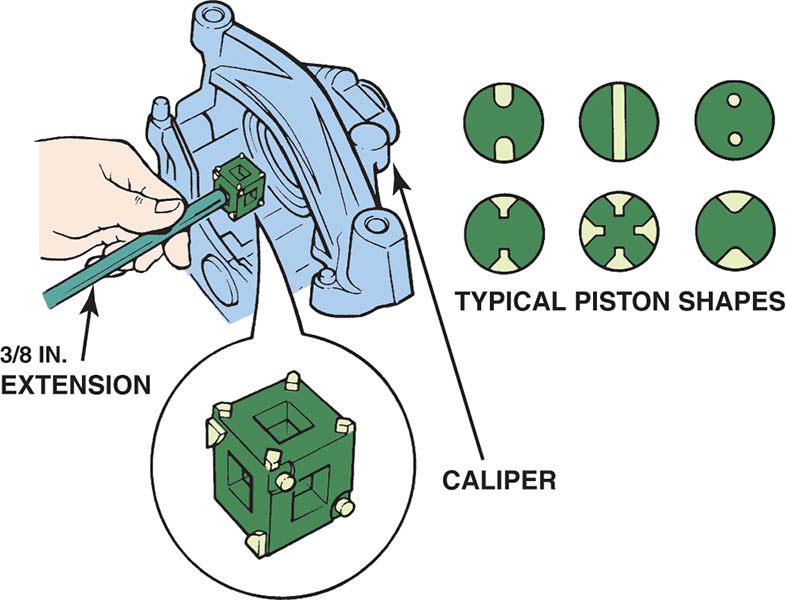 TYPICAL PISTON SHAPES
3/8 IN.
EXTENSION
CALIPER